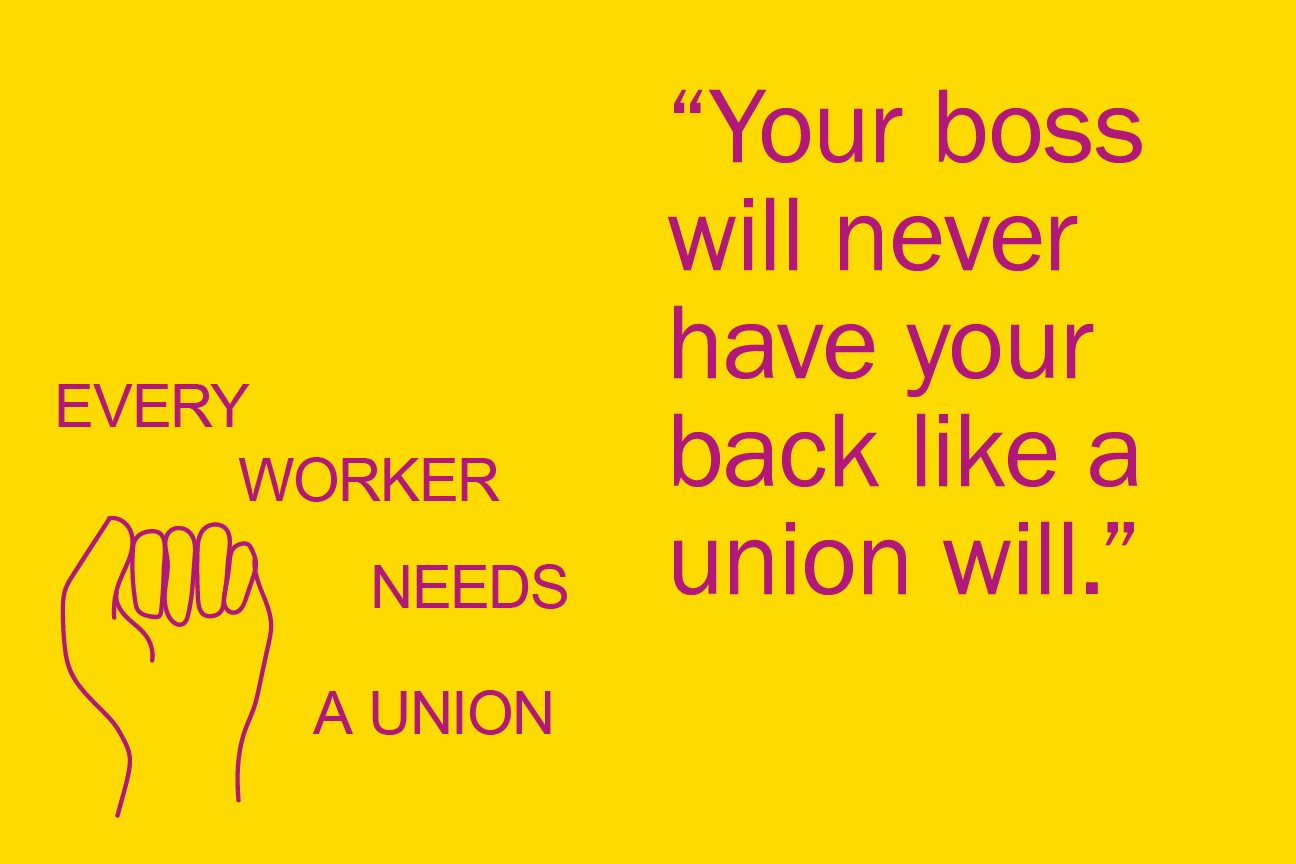 EVERY
WORKER
NEEDS
A UNION
“Your boss
will never
have your
back like a
union will.”